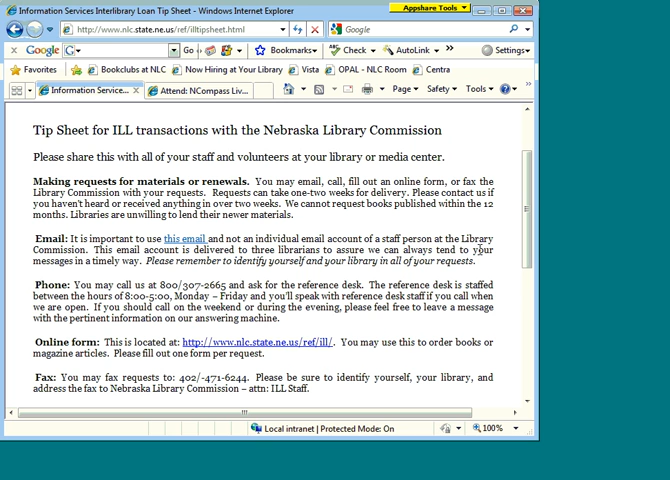 Information Services Interlibrary Loan Tip Sheet - Windows Internet Explorer
Appshare Tools
http://www.nlc.state.ne.us/ref/illtipsheet.html
Google
Google
Go
Bookmarks
Check
AutoLink
Settings
Favorites
Bookclubs at NLC
Now Hiring at Your Library
Vista
OPAL - NLC Room
Centra
Information Service...
Attend: NCompass Liv...
Page
Safety
Tools
Tip Sheet for ILL transactions with the Nebraska Library Commission
Please share this with all of your staff and volunteers at your library or media center.
Making requests for materials or renewals. You may email, call, fill out an online form, or fax the
Library Commission with your requests. Requests can take one-two weeks for delivery. Please contact us if
you haven't heard or received anything in over two weeks. We cannot request books published within the 12
months. Libraries are unwilling to lend their newer materials.
Email: It is important to use this email and not an individual email account of a staff person at the Library
Commission. This email account is delivered to three librarians to assure we can always tend to your
messages in a timely way. Please remember to identify yourself and your library in all of your requests.
Phone: You may call us at 800/307-2665 and ask for the reference desk. The reference desk is staffed
between the hours of 8:00-5:00, Monday – Friday and you'll speak with reference desk staff if you call when
we are open. If you should call on the weekend or during the evening, please feel free to leave a message
with the pertinent information on our answering machine.
Online form: This is located at: http://www.nlc.state.ne.us/ref/ill/. You may use this to order books or
magazine articles. Please fill out one form per request.
Fax: You may fax requests to: 402/-471-6244. Please be sure to identify yourself, your library, and
address the fax to Nebraska Library Commission – attn: ILL Staff.
Local intranet | Protected Mode: On
100%